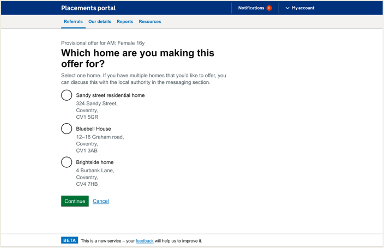 Placements portal
Notifications
My account
Referrals Our details Reports Resources
Provisional offer for AM: Female 16y
Which home are you making this
offer for?
Select one home. If you have multiple homes that you'd like to offer, you
can discuss this with the local authority in the messaging section.
Sandy street residential home
324 Sandy Street,
Coventry,
CV1 5GR
Bluebell House
12–16 Graham road,
Coventry,
CV1 3AB
Brightside home
4 Burbank Lane,
Coventry,
CV4 7HB
Continue Cancel
BETA This is a new service – your feedback will help us to improve it.